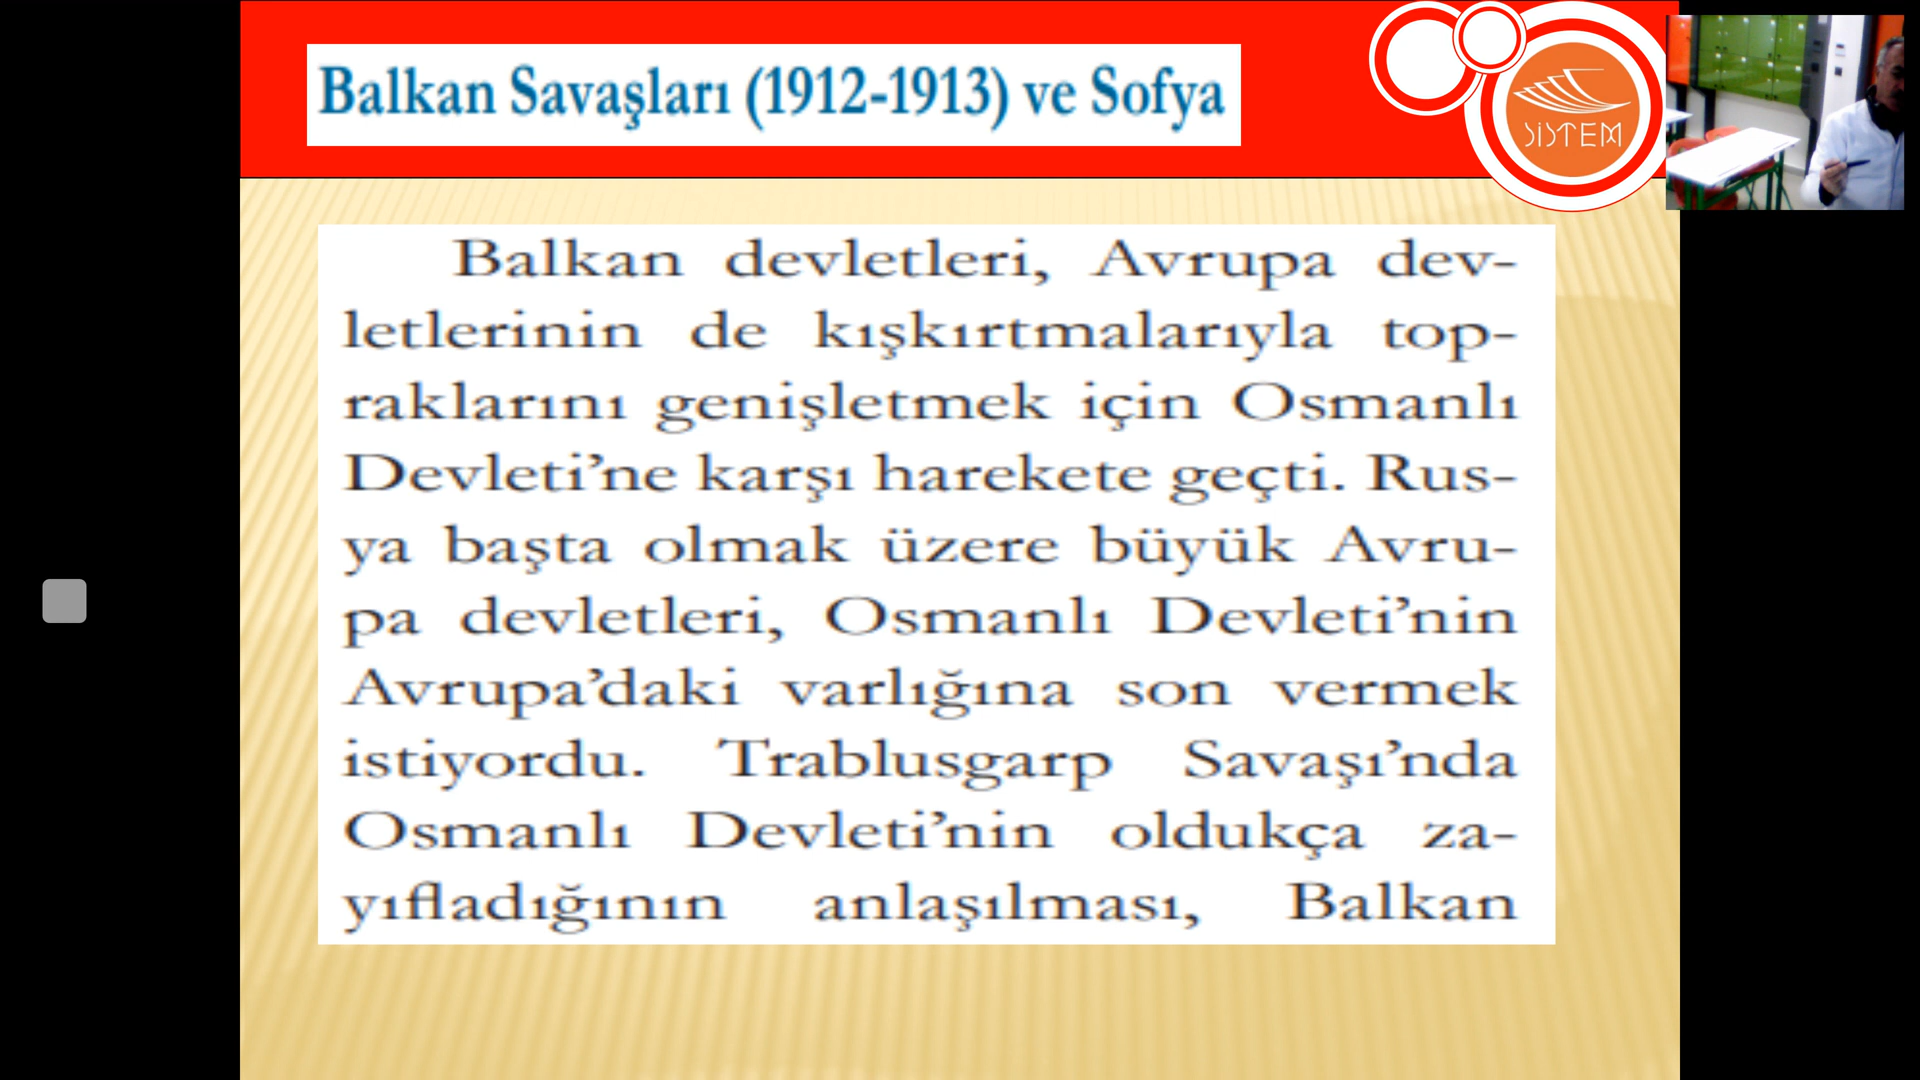 Balkan Savaşları (1912-1913) ve Sofya
SİSTEM
Balkan devletleri, Avrupa dev-
letlerinin de kışkırtmalarıyla top-
raklarını genişletmek için Osmanlı
Devleti’ne karşı harekete geçti. Rus-
ya başta olmak üzere büyük Avru-
pa devletleri, Osmanlı Devleti’nin
Avrupa’daki varlığına son vermek
istiyordu. Trablusgarp Savaşı’nda
Osmanlı Devleti’nin oldukça za-
yıfladığının anlaşılması, Balkan